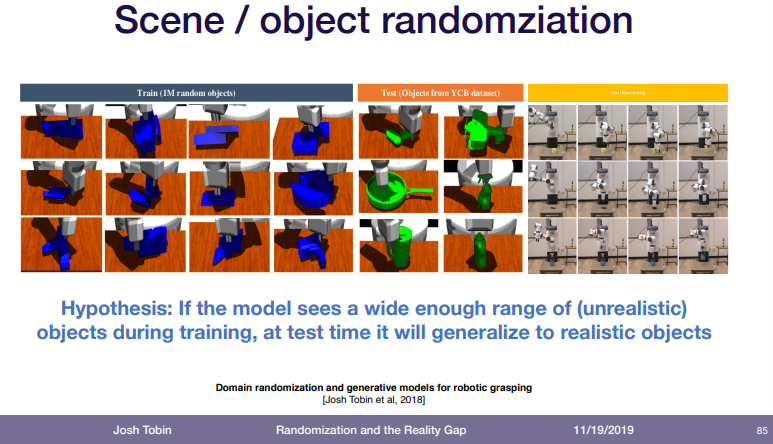 Scene / object randomziation
Train (1M random objects)
Test (Objects from YCB dataset)
Test (Real world)
Hypothesis: If the model sees a wide enough range of (unrealistic)
objects during training, at test time it will generalize to realistic objects
Domain randomization and generative models for robotic grasping
[Josh Tobin et al, 2018]
Josh Tobin
Randomization and the Reality Gap
11/19/2019
85